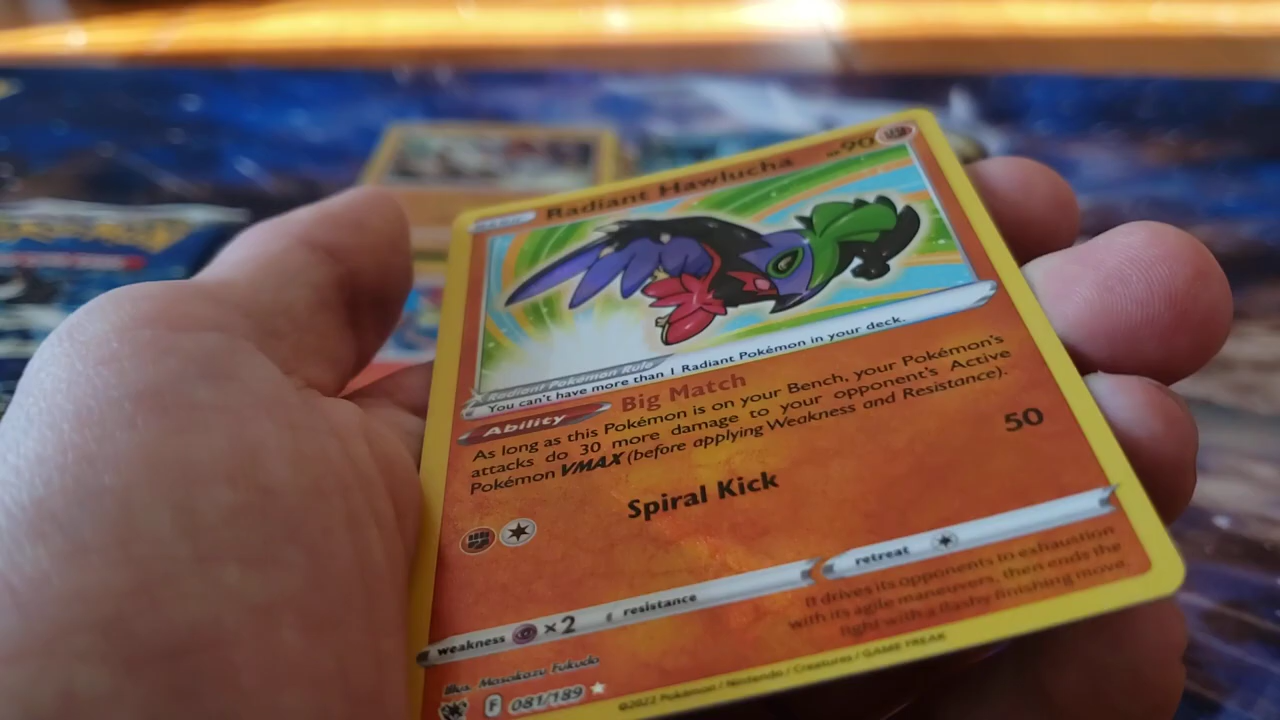 BASIC
Radiant Hawlucha HP 90
Radiant Pokémon Rule
You can't have more than 1 Radiant Pokémon in your deck.
Ability Big Match
As long as this Pokémon is on your Bench, your Pokémon's
attacks do 30 more damage to your opponent's Active
Pokémon VMAX (before applying Weakness and Resistance).
Spiral Kick 50
weakness ×2 resistance retreat
It drives its opponents to exhaustion
with its agile maneuvers, then ends the
fight with a flashy finishing move.
Illus. Masakazu Fukuda
F 081/189
©2022 Pokémon / Nintendo / Creatures / GAME FREAK